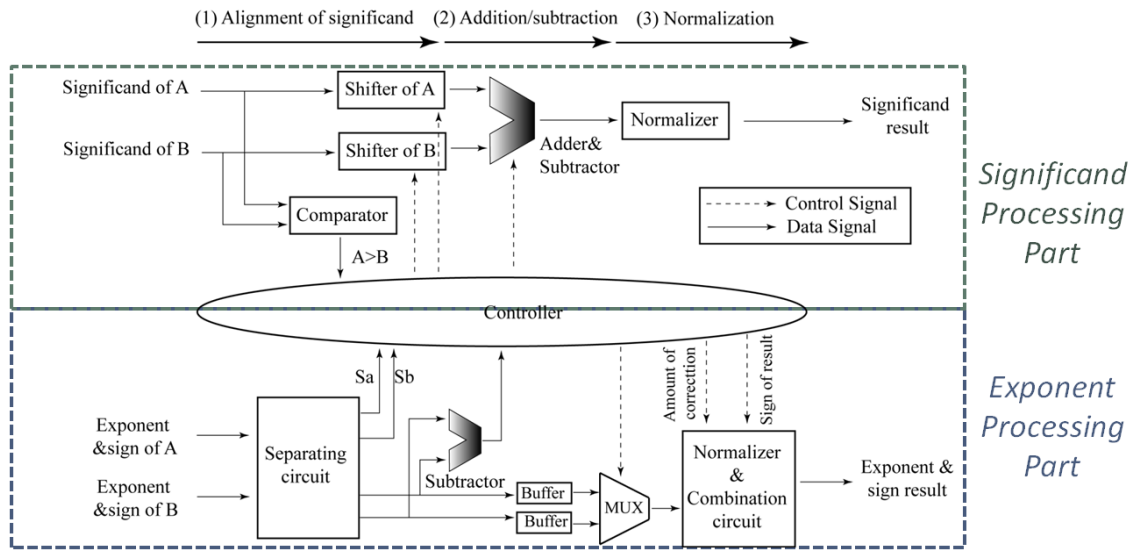 (1) Alignment of significand
(2) Addition/subtraction
(3) Normalization
Significand of A
Shifter of A
Significand of B
Shifter of B
Adder&
Subtractor
Normalizer
Significand
result
Comparator
A>B
Control Signal
Data Signal
Significand
Processing
Part
Controller
Sa
Sb
Amount of
correction
Sign of result
Exponent
&sign of A
Exponent
&sign of B
Separating
circuit
Subtractor
Buffer
Buffer
MUX
Normalizer
&
Combination
circuit
Exponent &
sign result
Exponent
Processing
Part